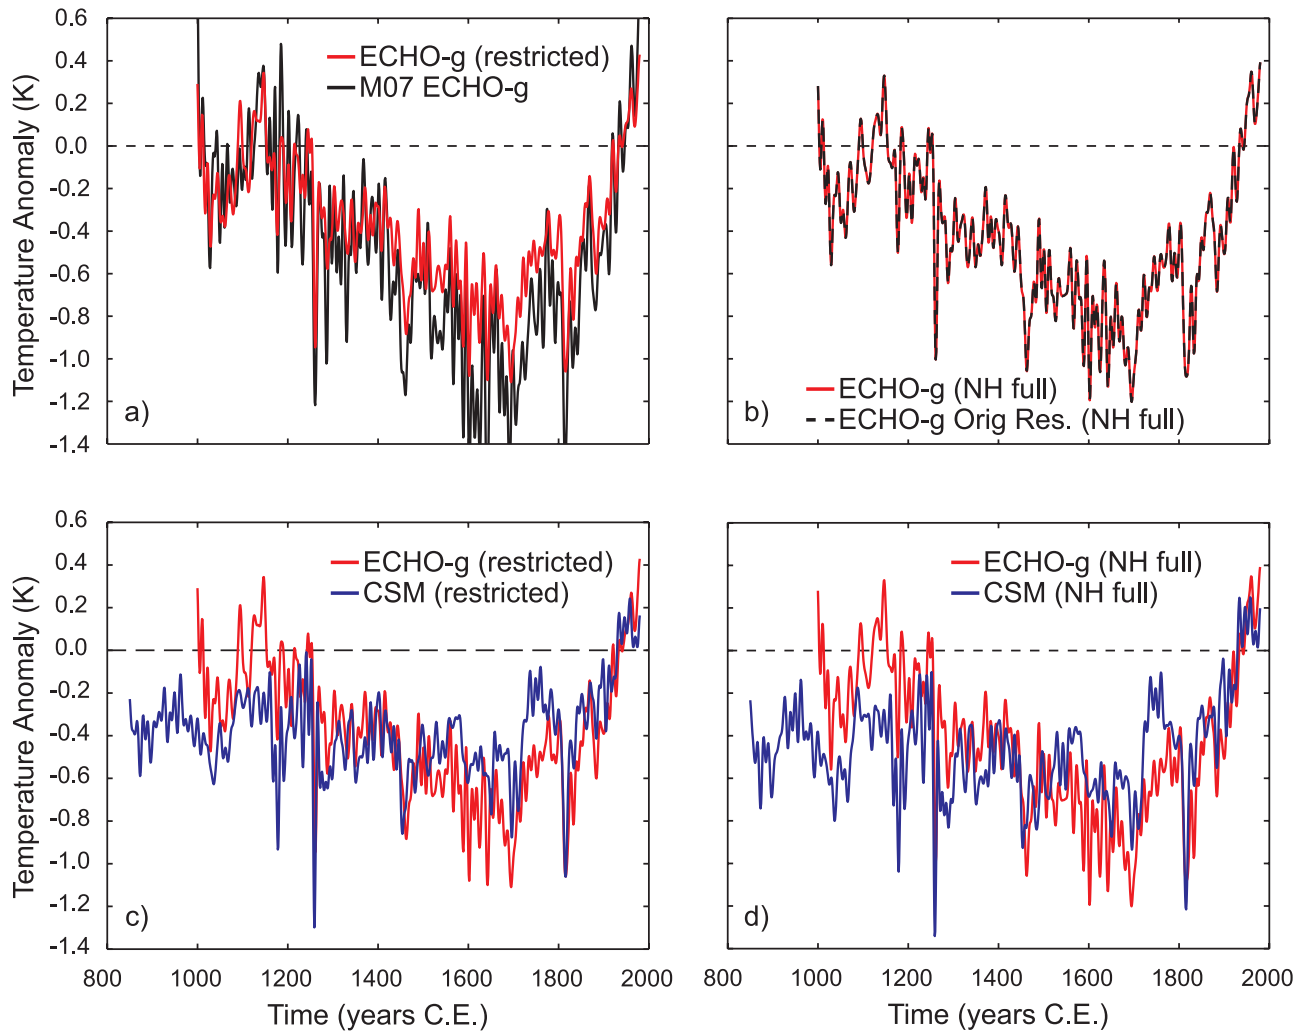 0.6
0.4
0.2
0.0
-0.2
-0.4
-0.6
-0.8
-1.0
-1.2
-1.4
Temperature Anomaly (K)
ECHO-g (restricted)
M07 ECHO-g
a)
ECHO-g (NH full)
ECHO-g Orig Res. (NH full)
b)
0.6
0.4
0.2
0.0
-0.2
-0.4
-0.6
-0.8
-1.0
-1.2
-1.4
Temperature Anomaly (K)
ECHO-g (restricted)
CSM (restricted)
c)
800 1000 1200 1400 1600 1800 2000
Time (years C.E.)
ECHO-g (NH full)
CSM (NH full)
d)
800 1000 1200 1400 1600 1800 2000
Time (years C.E.)